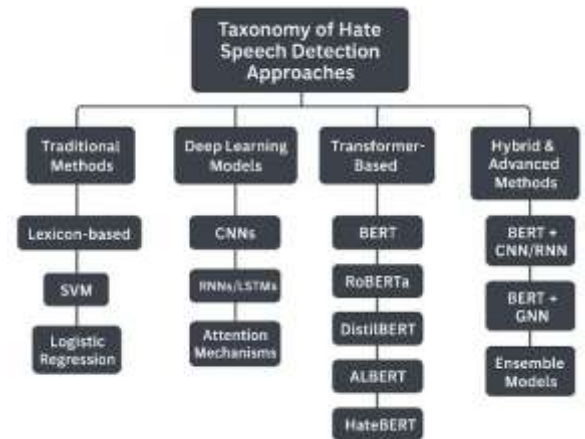 Taxonomy of Hate
Speech Detection
Approaches
Traditional
Methods
Lexicon-based
SVM
Logistic
Regression
Deep Learning
Models
CNNs
RNNs/LSTMs
Attention
Mechanisms
Transformer-
Based
BERT
RoBERTa
DistilBERT
ALBERT
HateBERT
Hybrid &
Advanced
Methods
BERT +
CNN/RNN
BERT +
GNN
Ensemble
Models